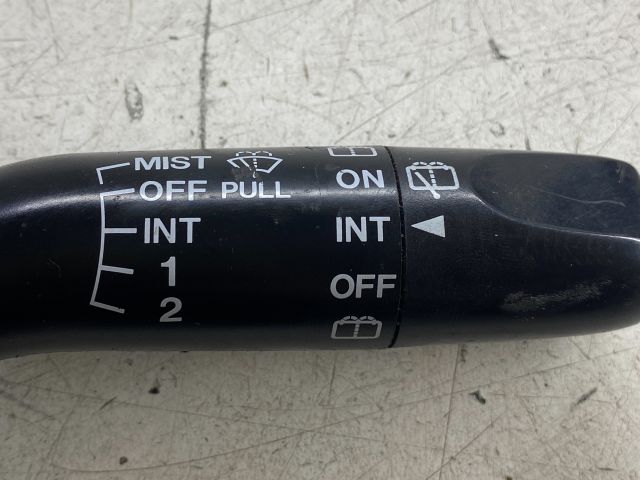 MIST
OFF PULL
INT
1
2
ON
INT
OFF